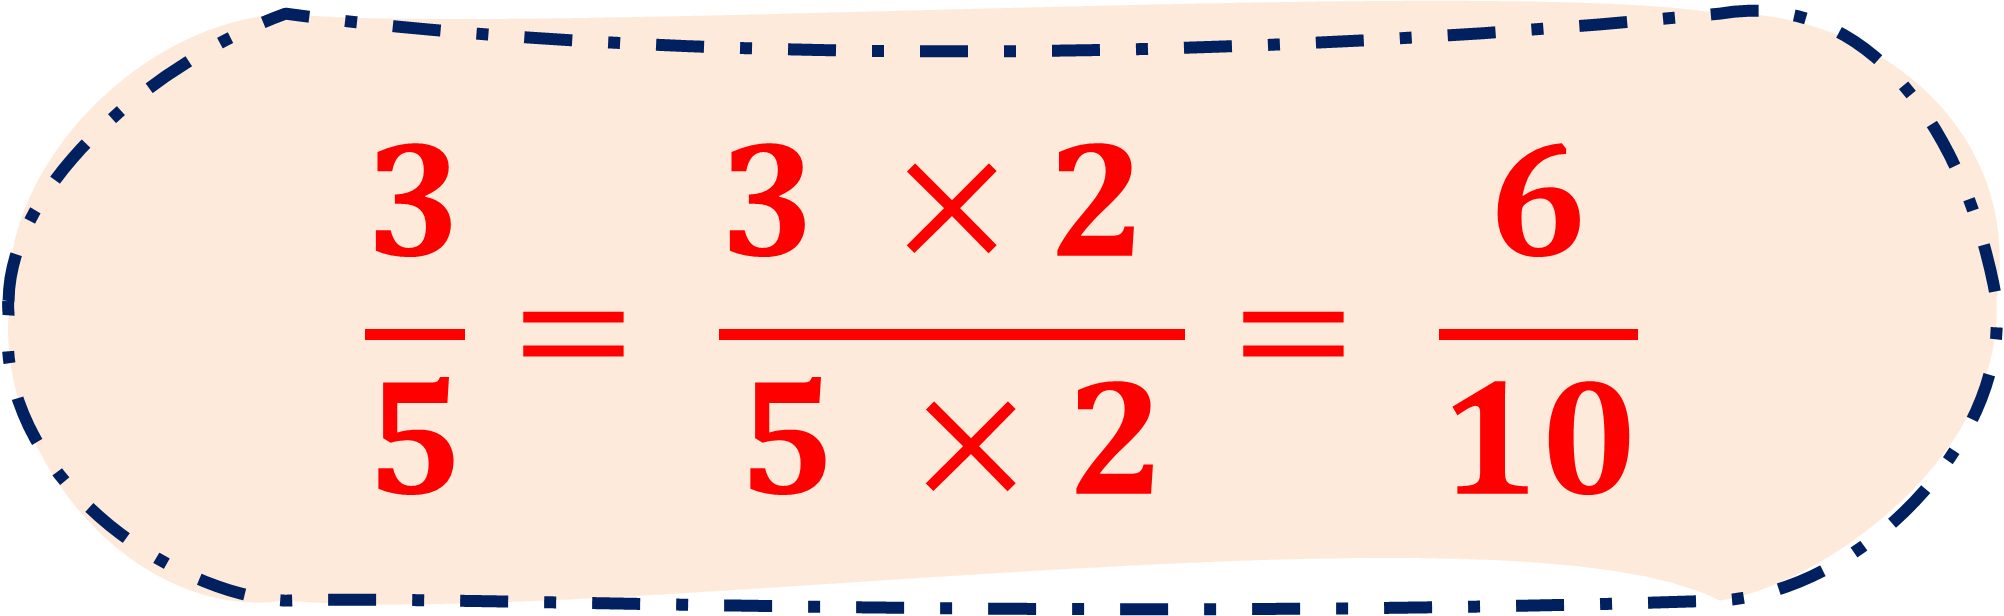 3/5 = 3 × 2/5 × 2 = 6/10